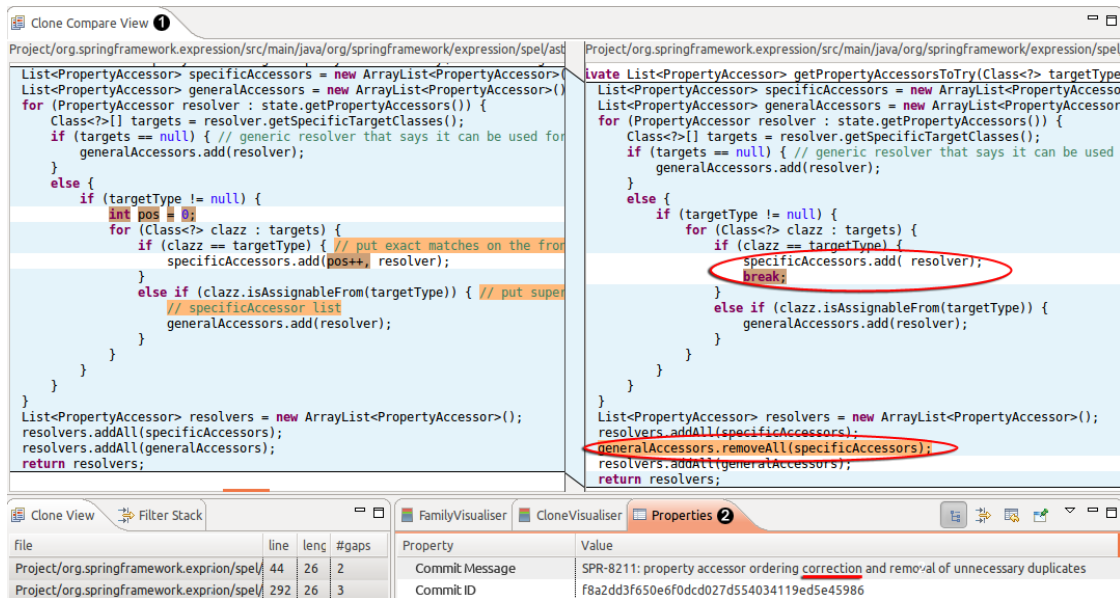 Clone Compare View 1
Project/org.springframework.expression/src/main/java/org/springframework/expression/spel/ast
List<PropertyAccessor> specificAccessors = new ArrayList<PropertyAccessor>(
List<PropertyAccessor> generalAccessors = new ArrayList<PropertyAccessor>()
for (PropertyAccessor resolver : state.getPropertyAccessors()) {
Class<?>[] targets = resolver.getSpecificTargetClasses();
if (targets == null) { // generic resolver that says it can be used for
generalAccessors.add(resolver);
}
else {
if (targetType != null) {
int pos = 0;
for (Class<?> clazz : targets) {
if (clazz == targetType) { // put exact matches on the fron
specificAccessors.add(pos++, resolver);
}
else if (clazz.isAssignableFrom(targetType)) { // put super
// specificAccessor list
generalAccessors.add(resolver);
}
}
}
}
}
List<PropertyAccessor> resolvers = new ArrayList<PropertyAccessor>();
resolvers.addAll(specificAccessors);
resolvers.addAll(generalAccessors);
return resolvers;
Project/org.springframework.expression/src/main/java/org/springframework/expression/spel
ivate List<PropertyAccessor> getPropertyAccessorsToTry(Class<?> targetType
List<PropertyAccessor> specificAccessors = new ArrayList<PropertyAccesso
List<PropertyAccessor> generalAccessors = new ArrayList<PropertyAccessor
for (PropertyAccessor resolver : state.getPropertyAccessors()) {
Class<?>[] targets = resolver.getSpecificTargetClasses();
if (targets == null) { // generic resolver that says it can be used
generalAccessors.add(resolver);
}
else {
if (targetType != null) {
for (Class<?> clazz : targets) {
if (clazz == targetType) {
specificAccessors.add( resolver);
break;
}
else if (clazz.isAssignableFrom(targetType)) {
generalAccessors.add(resolver);
}
}
}
}
}
List<PropertyAccessor> resolvers = new ArrayList<PropertyAccessor>();
resolvers.addAll(specificAccessors);
generalAccessors.removeAll(specificAccessors);
resolvers.addAll(generalAccessors);
return resolvers;
Clone View Filter Stack
file line leng #gaps
Project/org.springframework.exprion/spel/ 44 26 2
Project/org.springframework.exprion/spel/ 292 26 3
FamilyVisualiser CloneVisualiser Properties 2
Property Value
Commit Message SPR-8211: property accessor ordering correction and removal of unnecessary duplicates
Commit ID f8a2dd3f650e6f0dcd027d554034119ed5e45986